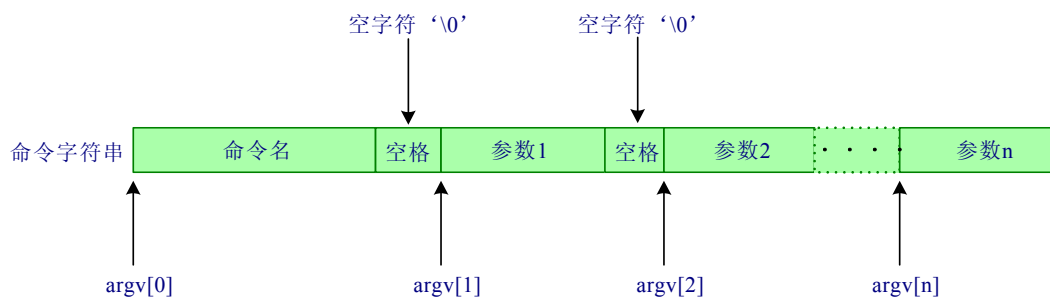 空字符‘\0’ 空字符‘\0’
命令字符串 命令名 空格 参数1 空格 参数2 · · · · 参数n
argv[0] argv[1] argv[2] argv[n]